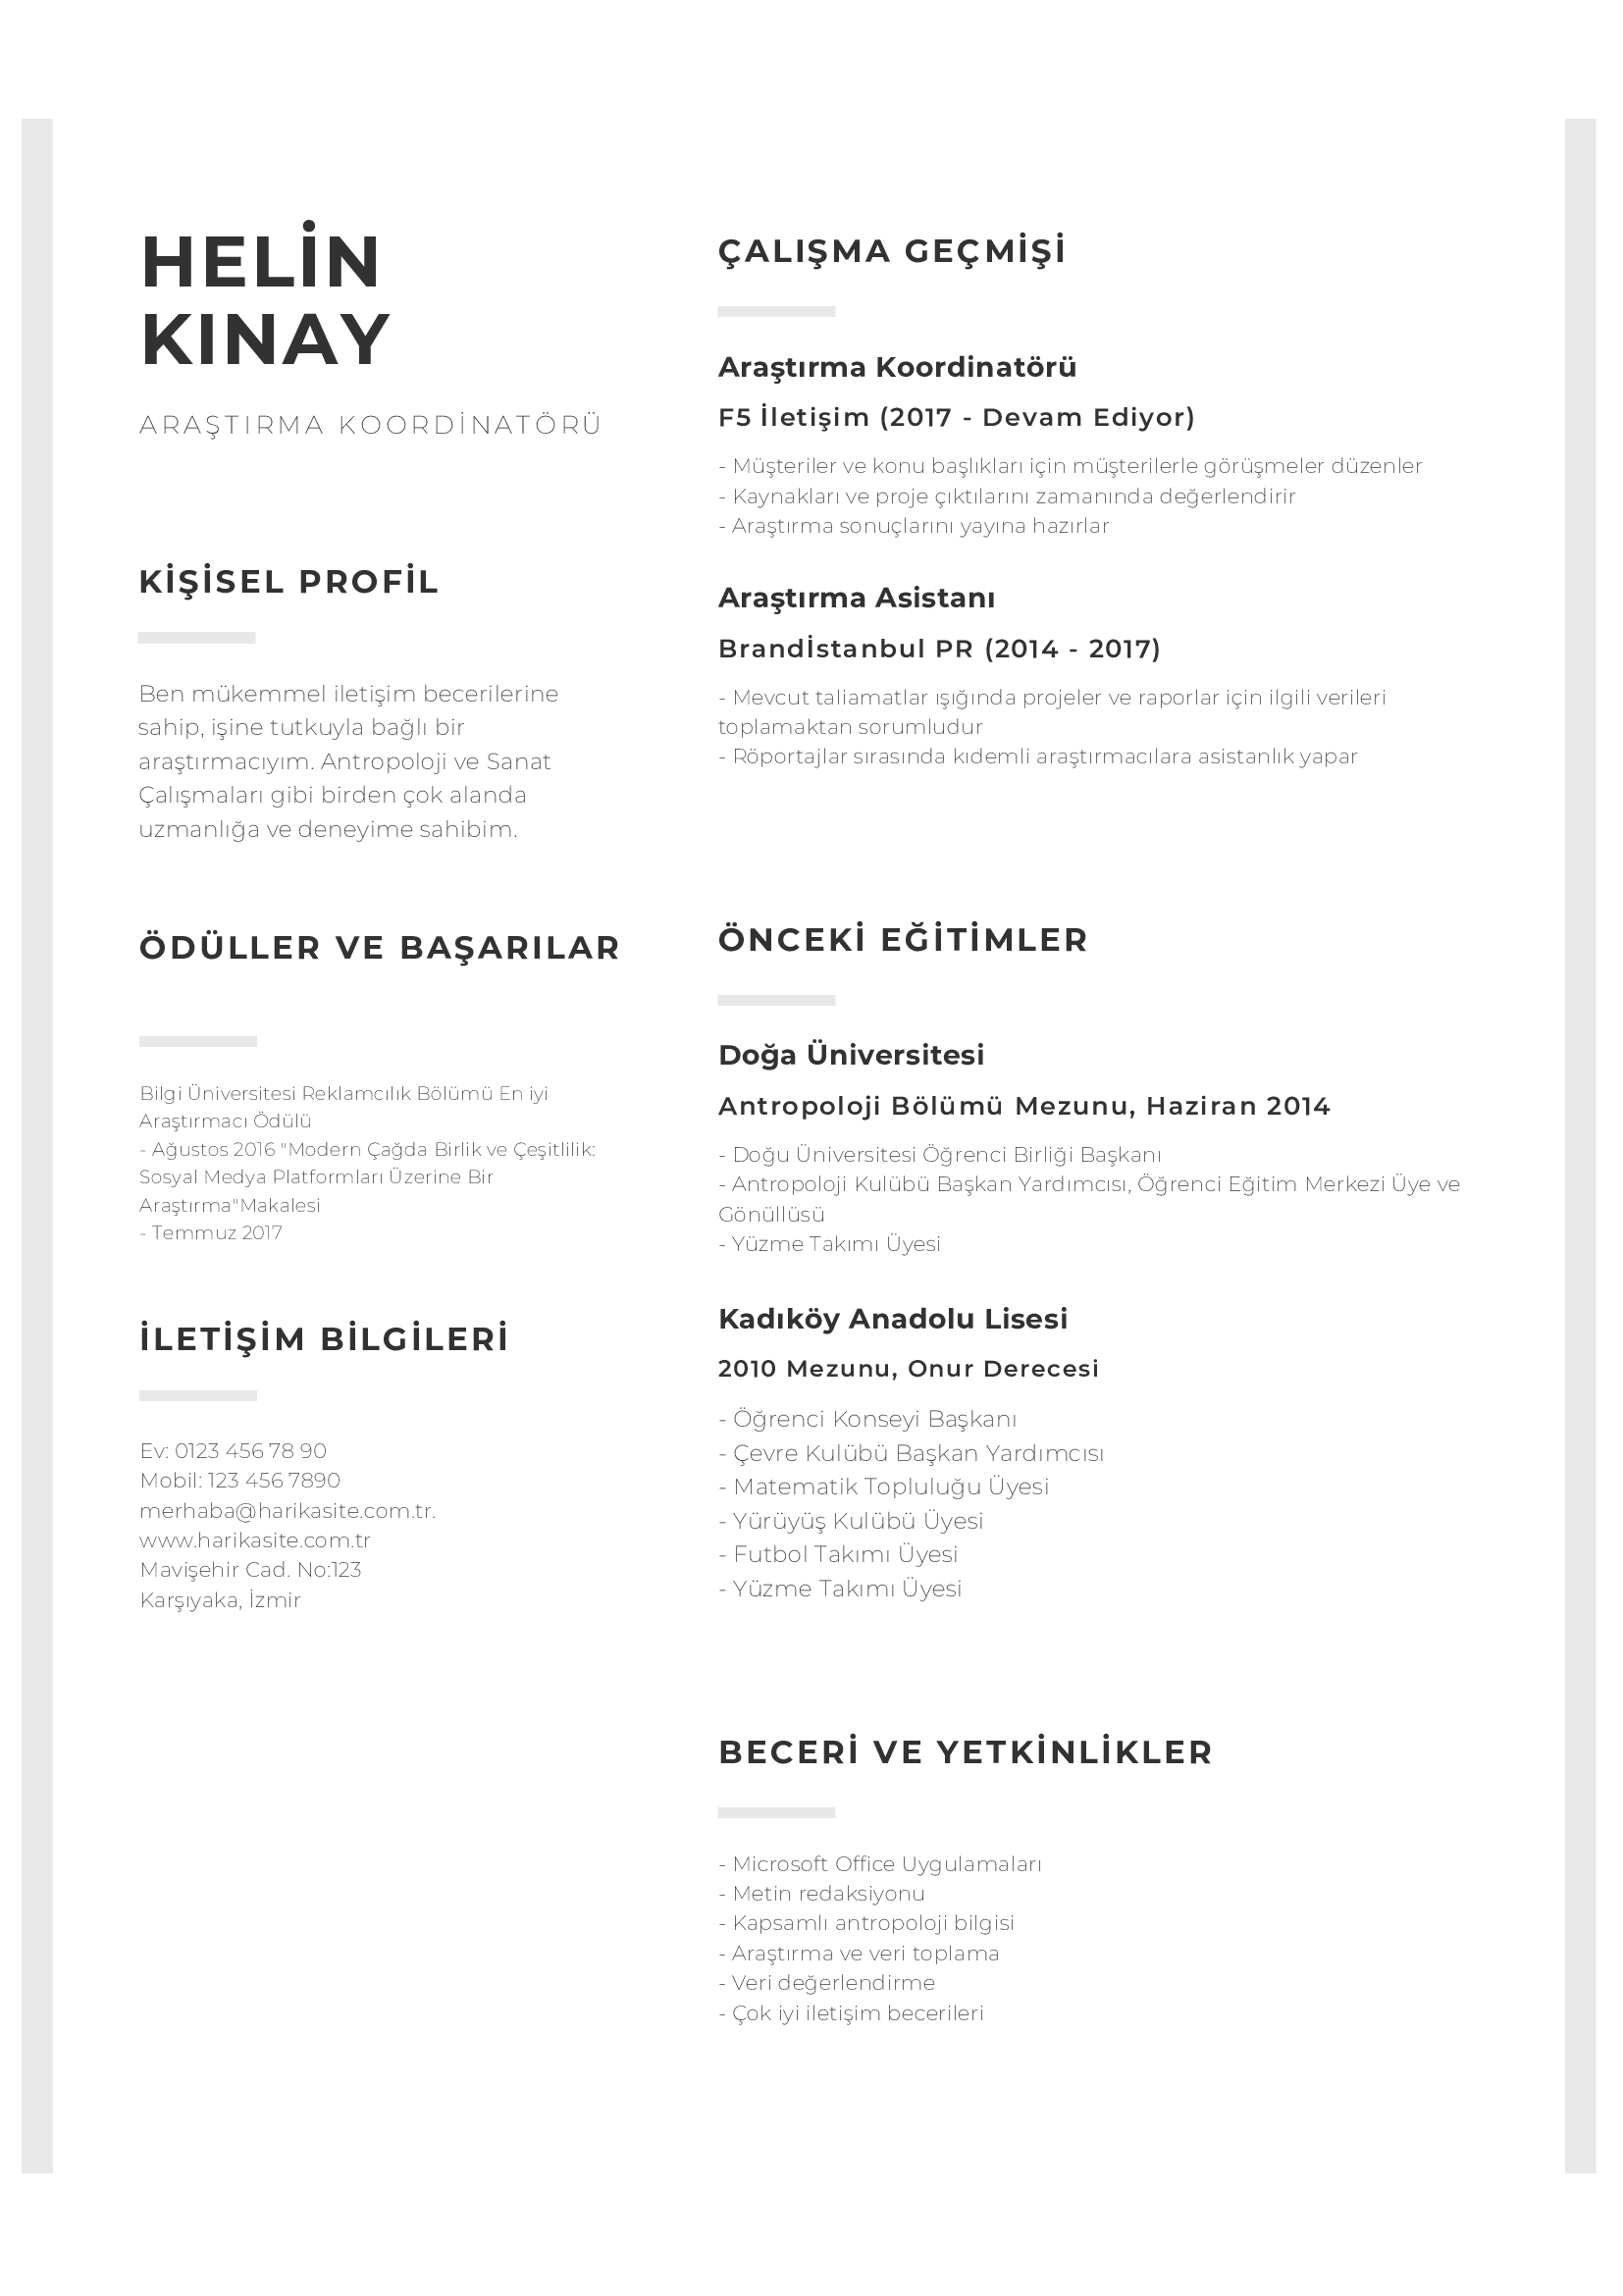 HELİN
KINAY
ARAŞTIRMA KOORDİNATÖRÜ
KİŞİSEL PROFİL
Ben mükemmel iletişim becerilerine
sahip, işine tutkuyla bağlı bir
araştırmacıyım. Antropoloji ve Sanat
Çalışmaları gibi birden çok alanda
uzmanlığa ve deneyime sahibim.
ÖDÜLLER VE BAŞARILAR
Bilgi Üniversitesi Reklamcılık Bölümü En iyi
Araştırmacı Ödülü
- Ağustos 2016 "Modern Çağda Birlik ve Çeşitlilik:
Sosyal Medya Platformları Üzerine Bir
Araştırma"Makalesi
- Temmuz 2017
İLETİŞİM BİLGİLERİ
Ev: 0123 456 78 90
Mobil: 123 456 7890
merhaba@harikasite.com.tr.
www.harikasite.com.tr
Mavişehir Cad. No:123
Karşıyaka, İzmir
ÇALIŞMA GEÇMİŞİ
Araştırma Koordinatörü
F5 İletişim (2017 - Devam Ediyor)
- Müşteriler ve konu başlıkları için müşterilerle görüşmeler düzenler
- Kaynakları ve proje çıktılarını zamanında değerlendirir
- Araştırma sonuçlarını yayına hazırlar
Araştırma Asistanı
Brandİstanbul PR (2014 - 2017)
- Mevcut taliamatlar ışığında projeler ve raporlar için ilgili verileri
toplamaktan sorumludur
- Röportajlar sırasında kıdemli araştırmacılara asistanlık yapar
ÖNCEKİ EĞİTİMLER
Doğa Üniversitesi
Antropoloji Bölümü Mezunu, Haziran 2014
- Doğu Üniversitesi Öğrenci Birliği Başkanı
- Antropoloji Kulübü Başkan Yardımcısı, Öğrenci Eğitim Merkezi Üye ve
Gönüllüsü
- Yüzme Takımı Üyesi
Kadıköy Anadolu Lisesi
2010 Mezunu, Onur Derecesi
- Öğrenci Konseyi Başkanı
- Çevre Kulübü Başkan Yardımcısı
- Matematik Topluluğu Üyesi
- Yürüyüş Kulübü Üyesi
- Futbol Takımı Üyesi
- Yüzme Takımı Üyesi
BECERİ VE YETKİNLİKLER
- Microsoft Office Uygulamaları
- Metin redaksiyonu
- Kapsamlı antropoloji bilgisi
- Araştırma ve veri toplama
- Veri değerlendirme
- Çok iyi iletişim becerileri